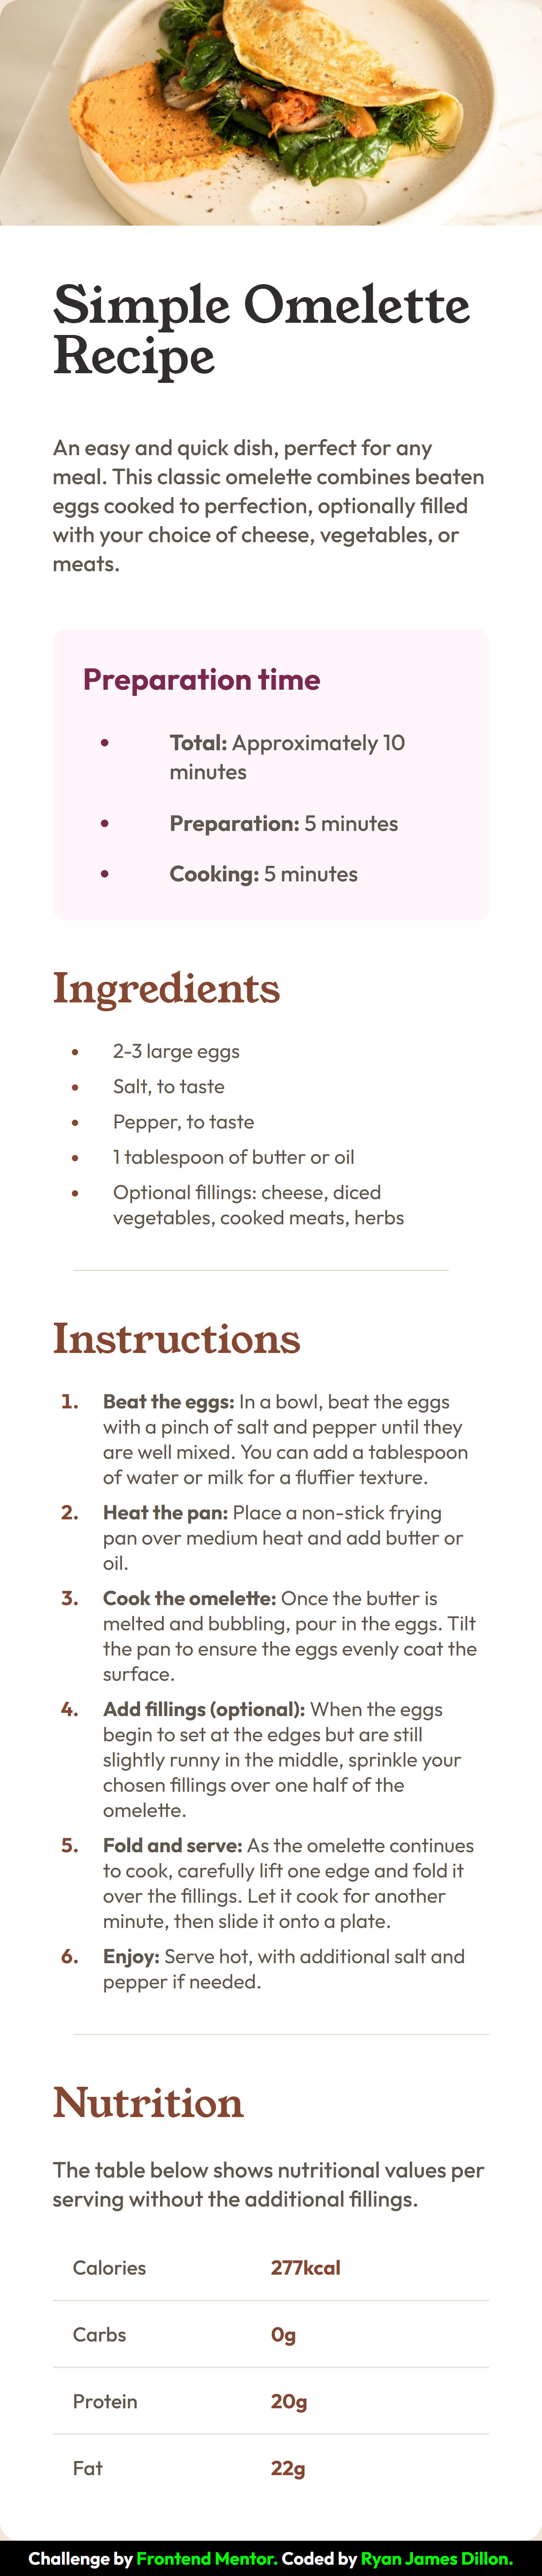 Simple Omelette
Recipe
An easy and quick dish, perfect for any
meal. This classic omelette combines beaten
eggs cooked to perfection, optionally filled
with your choice of cheese, vegetables, or
meats.
Preparation time
• Total: Approximately 10
minutes
• Preparation: 5 minutes
• Cooking: 5 minutes
Ingredients
• 2-3 large eggs
• Salt, to taste
• Pepper, to taste
• 1 tablespoon of butter or oil
• Optional fillings: cheese, diced
vegetables, cooked meats, herbs
Instructions
1. Beat the eggs: In a bowl, beat the eggs
with a pinch of salt and pepper until they
are well mixed. You can add a tablespoon
of water or milk for a fluffier texture.
2. Heat the pan: Place a non-stick frying
pan over medium heat and add butter or
oil.
3. Cook the omelette: Once the butter is
melted and bubbling, pour in the eggs. Tilt
the pan to ensure the eggs evenly coat the
surface.
4. Add fillings (optional): When the eggs
begin to set at the edges but are still
slightly runny in the middle, sprinkle your
chosen fillings over one half of the
omelette.
5. Fold and serve: As the omelette continues
to cook, carefully lift one edge and fold it
over the fillings. Let it cook for another
minute, then slide it onto a plate.
6. Enjoy: Serve hot, with additional salt and
pepper if needed.
Nutrition
The table below shows nutritional values per
serving without the additional fillings.
Calories 277kcal
Carbs 0g
Protein 20g
Fat 22g
Challenge by Frontend Mentor. Coded by Ryan James Dillon.